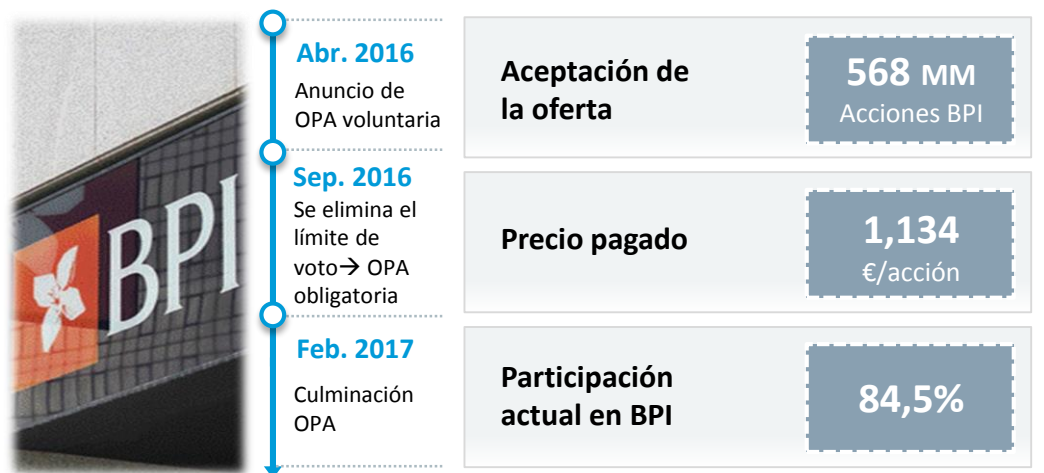 BPI
Abr. 2016
Anuncio de
OPA voluntaria
Sep. 2016
Se elimina el
límite de
voto→ OPA
obligatoria
Feb. 2017
Culminación
OPA
Aceptación de
la oferta
568 MM
Acciones BPI
Precio pagado
1,134
€/acción
Participación
actual en BPI
84,5%